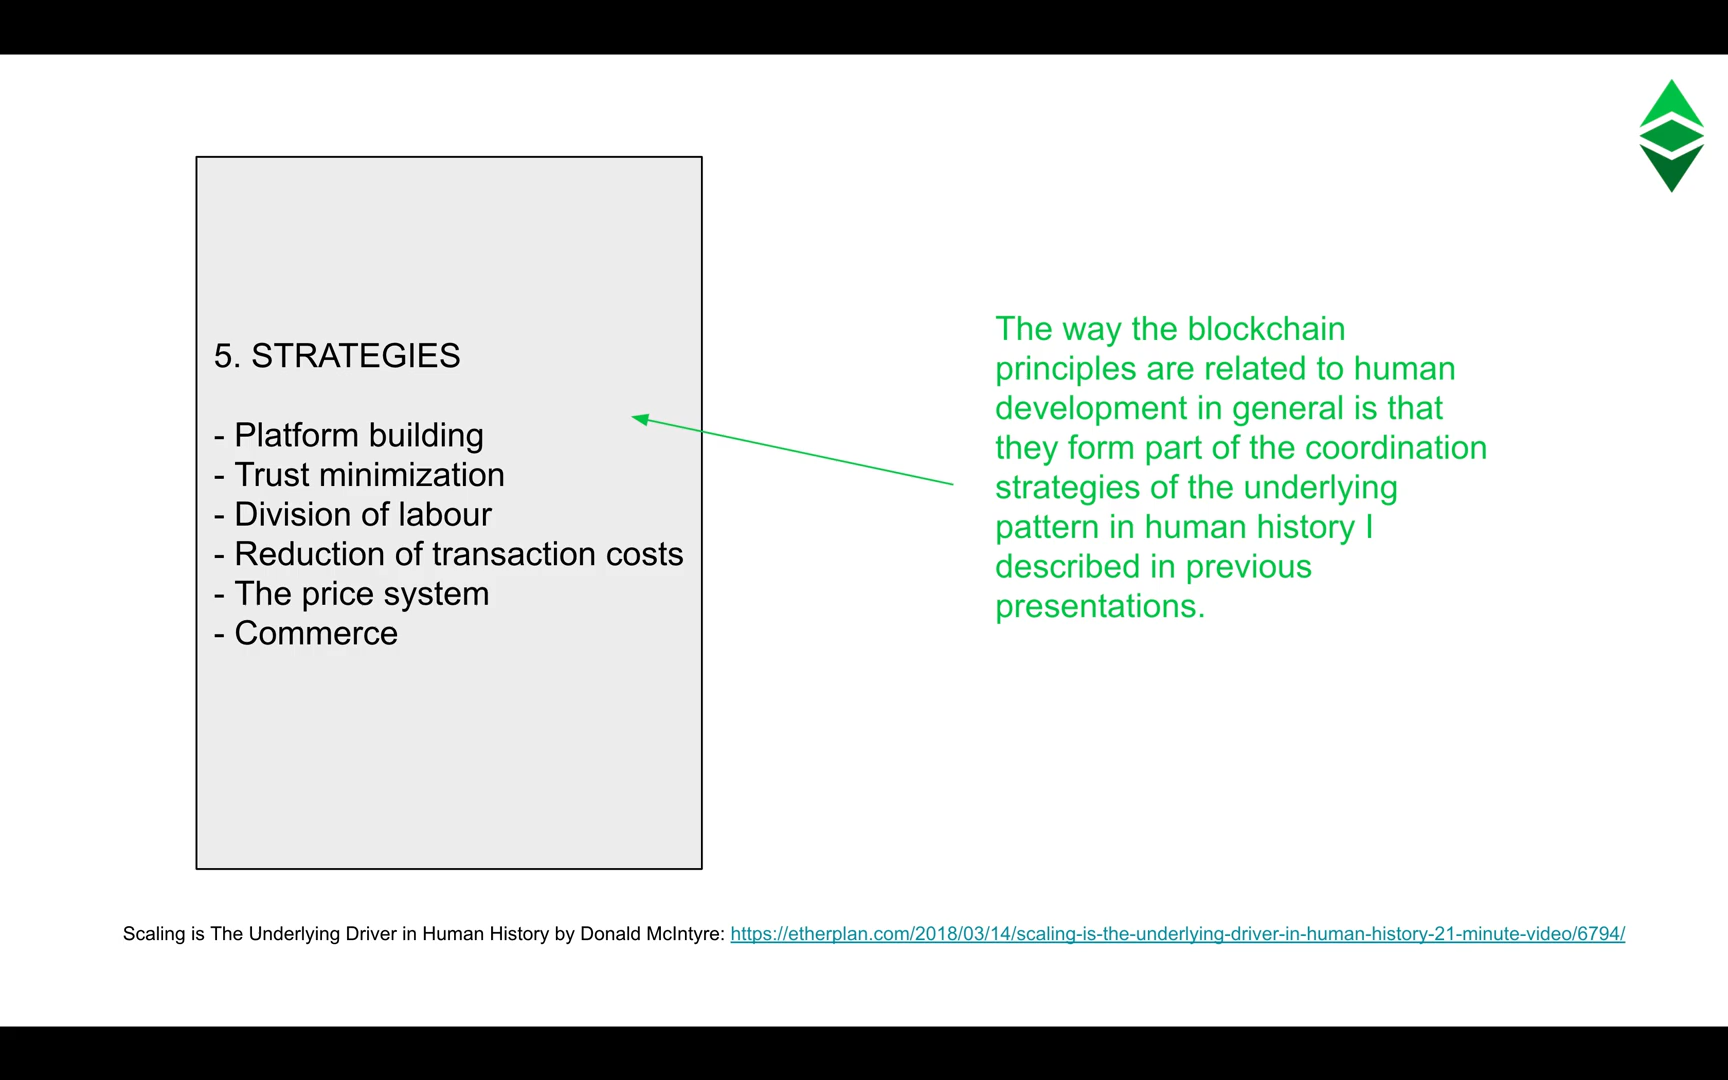 5. STRATEGIES
- Platform building
- Trust minimization
- Division of labour
- Reduction of transaction costs
- The price system
- Commerce
The way the blockchain
principles are related to human
development in general is that
they form part of the coordination
strategies of the underlying
pattern in human history I
described in previous
presentations.
Scaling is The Underlying Driver in Human History by Donald McIntyre: https://etherplan.com/2018/03/14/scaling-is-the-underlying-driver-in-human-history-21-minute-video/6794/